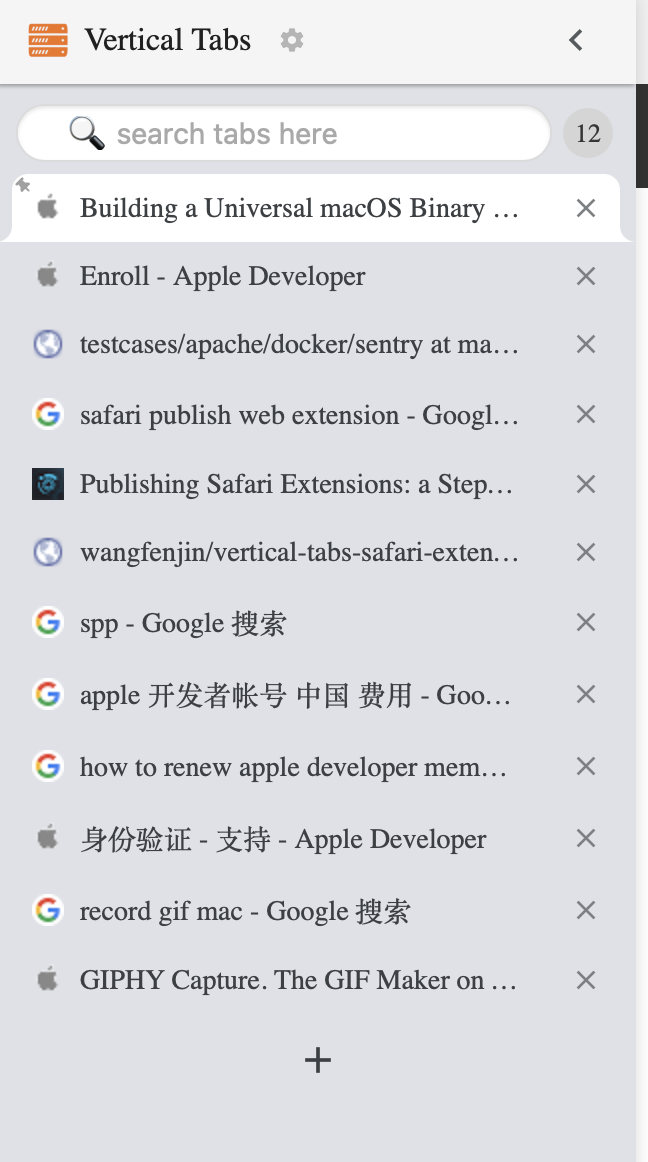 Vertical Tabs
search tabs here
12
Building a Universal macOS Binary …
Enroll - Apple Developer
testcases/apache/docker/sentry at ma…
safari publish web extension - Googl…
Publishing Safari Extensions: a Step…
wangfenjin/vertical-tabs-safari-exten…
spp - Google 搜索
apple 开发者帐号 中国 费用 - Goo…
how to renew apple developer mem…
身份验证 - 支持 - Apple Developer
record gif mac - Google 搜索
GIPHY Capture. The GIF Maker on …